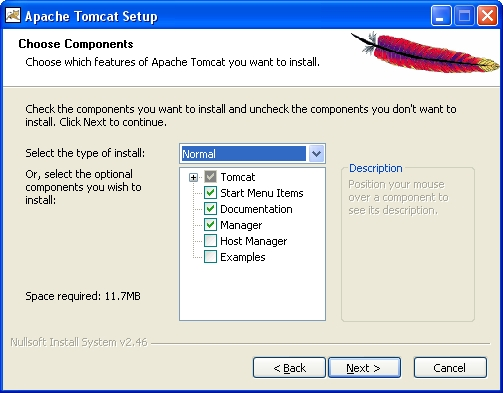 Apache Tomcat Setup
Choose Components
Choose which features of Apache Tomcat you want to install.
Check the components you want to install and uncheck the components you don't want to
install. Click Next to continue.
Select the type of install:
Normal
Or, select the optional
components you wish to
install:
Tomcat
Start Menu Items
Documentation
Manager
Host Manager
Examples
Description
Position your mouse
over a component to
see its description.
Space required: 11.7MB
Nullsoft Install System v2.46
< Back
Next >
Cancel